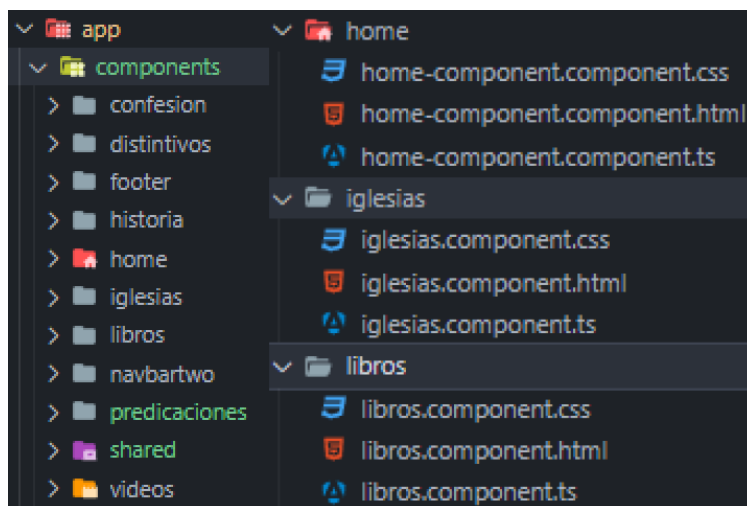 app
components
confesion
distintivos
footer
historia
home
iglesias
libros
navbartwo
predicaciones
shared
videos
home
home-component.component.css
home-component.component.html
home-component.component.ts
iglesias
iglesias.component.css
iglesias.component.html
iglesias.component.ts
libros
libros.component.css
libros.component.html
libros.component.ts